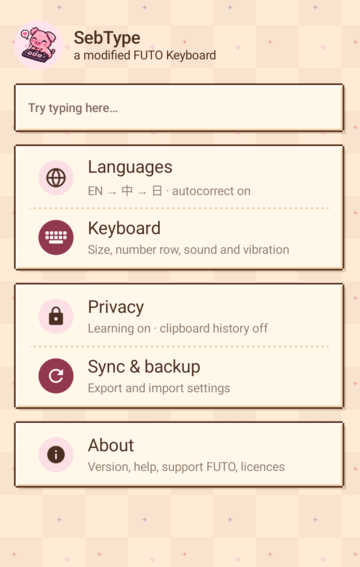 SebType
a modified FUTO Keyboard
Try typing here…
Languages
EN → 中 → 日 · autocorrect on
Keyboard
Size, number row, sound and vibration
Privacy
Learning on · clipboard history off
Sync & backup
Export and import settings
About
Version, help, support FUTO, licences